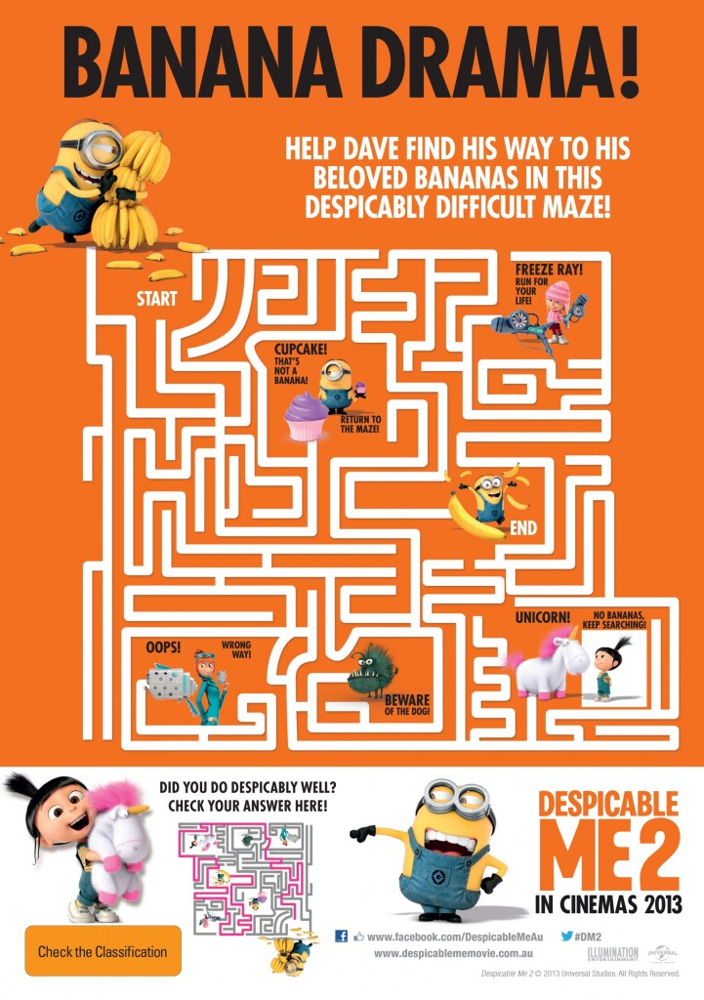 BANANA DRAMA!
HELP DAVE FIND HIS WAY TO HIS
BELOVED BANANAS IN THIS
DESPICABLY DIFFICULT MAZE!
START
FREEZE RAY!
RUN FOR
YOUR
LIFE!
CUPCAKE!
THAT'S
NOT A
BANANA!
RETURN TO
THE MAZE!
END
OOPS!
WRONG
WAY!
BEWARE
OF THE DOG!
UNICORN!
NO BANANAS,
KEEP SEARCHING!
DID YOU DO DESPICABLY WELL?
CHECK YOUR ANSWER HERE!
DESPICABLE
ME 2
IN CINEMAS 2013
Check the Classification
www.facebook.com/DespicableMeAu
#DM2
www.despicablememovie.com.au
ILLUMINATION
ENTERTAINMENT
UNIVERSAL
Despicable Me 2 © 2013 Universal Studios. All Rights Reserved.